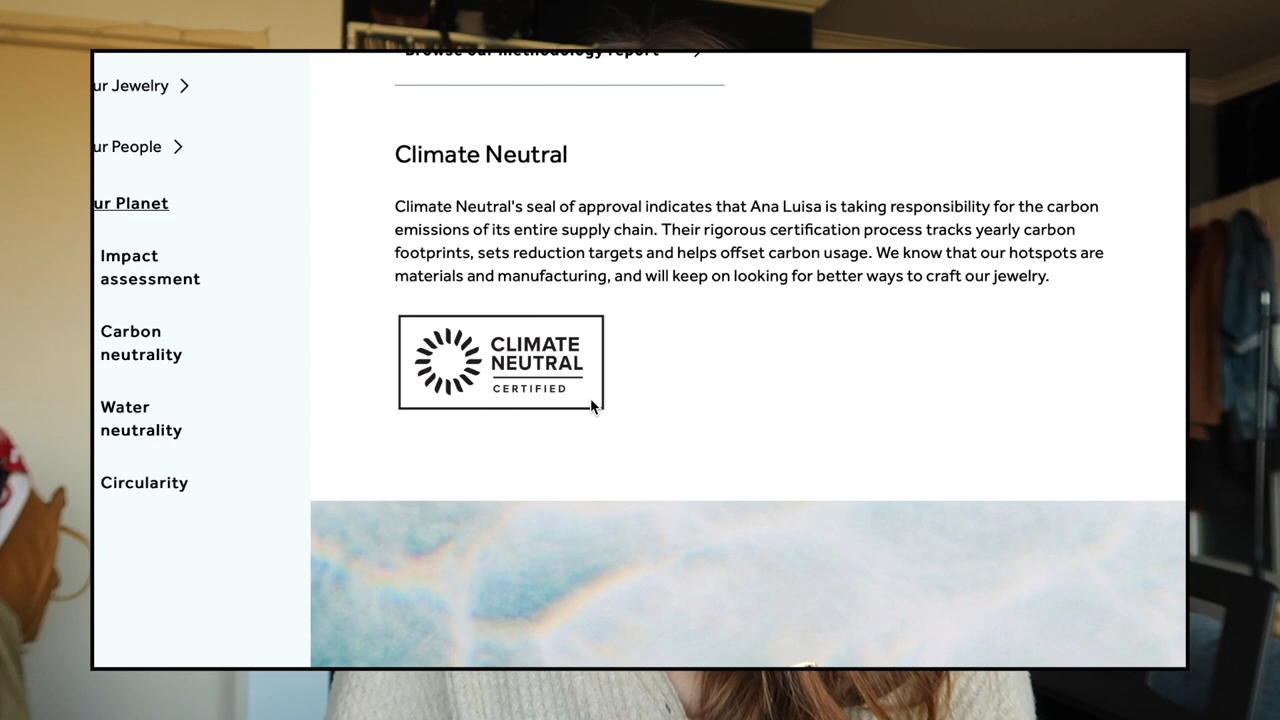 Browse our methodology report
ur Jewelry
ur People
ur Planet
Impact
assessment
Carbon
neutrality
Water
neutrality
Circularity
Climate Neutral
Climate Neutral's seal of approval indicates that Ana Luisa is taking responsibility for the carbon
emissions of its entire supply chain. Their rigorous certification process tracks yearly carbon
footprints, sets reduction targets and helps offset carbon usage. We know that our hotspots are
materials and manufacturing, and will keep on looking for better ways to craft our jewelry.
CLIMATE
NEUTRAL
CERTIFIED